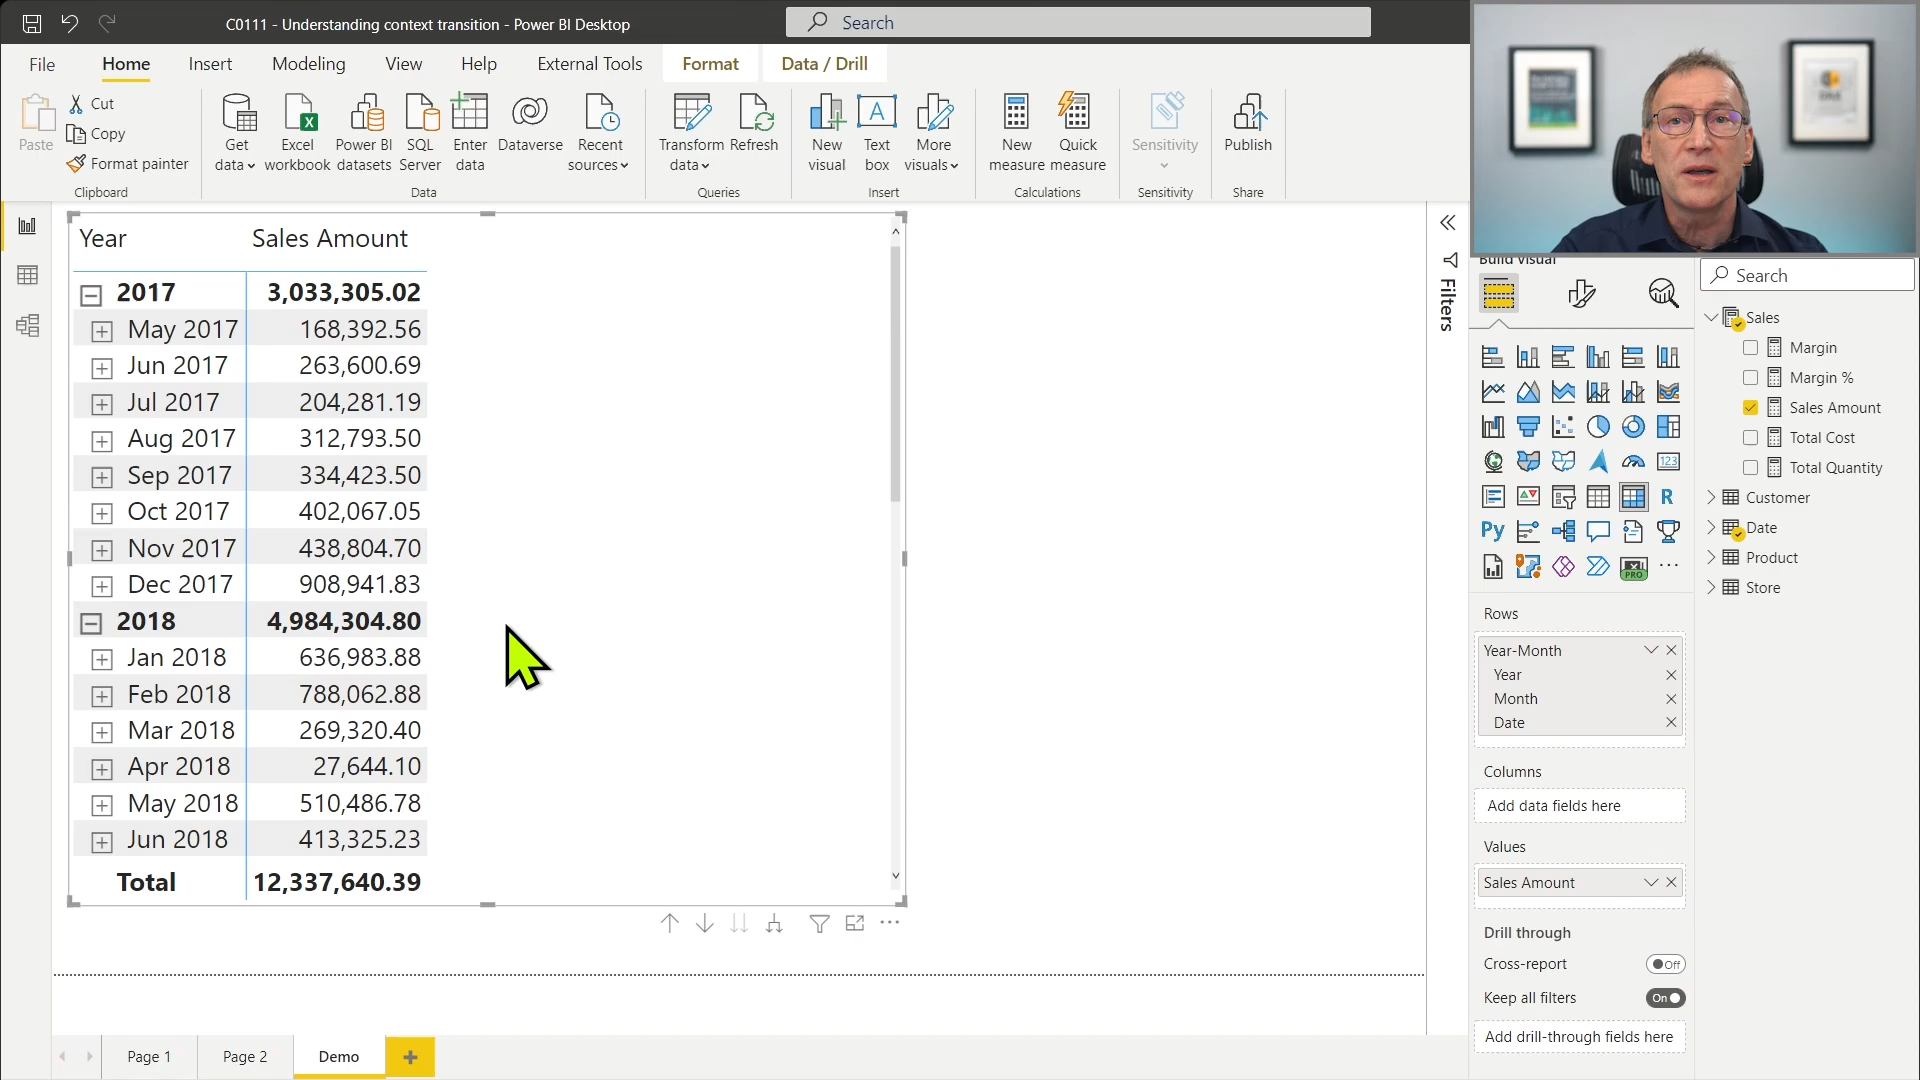 C0111 - Understanding context transition - Power BI Desktop
Search
File Home Insert Modeling View Help External Tools Format Data / Drill
Paste
Cut
Copy
Format painter
Clipboard
Get data
Excel workbook
Power BI datasets
SQL Server
Enter data
Dataverse
Recent sources
Data
Transform data
Refresh
Queries
New visual
Text box
More visuals
Insert
New measure
Quick measure
Calculations
Sensitivity
Sensitivity
Publish
Share
Year Sales Amount
2017 3,033,305.02
May 2017 168,392.56
Jun 2017 263,600.69
Jul 2017 204,281.19
Aug 2017 312,793.50
Sep 2017 334,423.50
Oct 2017 402,067.05
Nov 2017 438,804.70
Dec 2017 908,941.83
2018 4,984,304.80
Jan 2018 636,983.88
Feb 2018 788,062.88
Mar 2018 269,320.40
Apr 2018 27,644.10
May 2018 510,486.78
Jun 2018 413,325.23
Total 12,337,640.39
Filters
Build visual
123
R
Py
PRO
Rows
Year-Month
Year
Month
Date
Columns
Add data fields here
Values
Sales Amount
Drill through
Cross-report Off
Keep all filters On
Add drill-through fields here
Search
Sales
Margin
Margin %
Sales Amount
Total Cost
Total Quantity
Customer
Date
Product
Store
Page 1 Page 2 Demo +